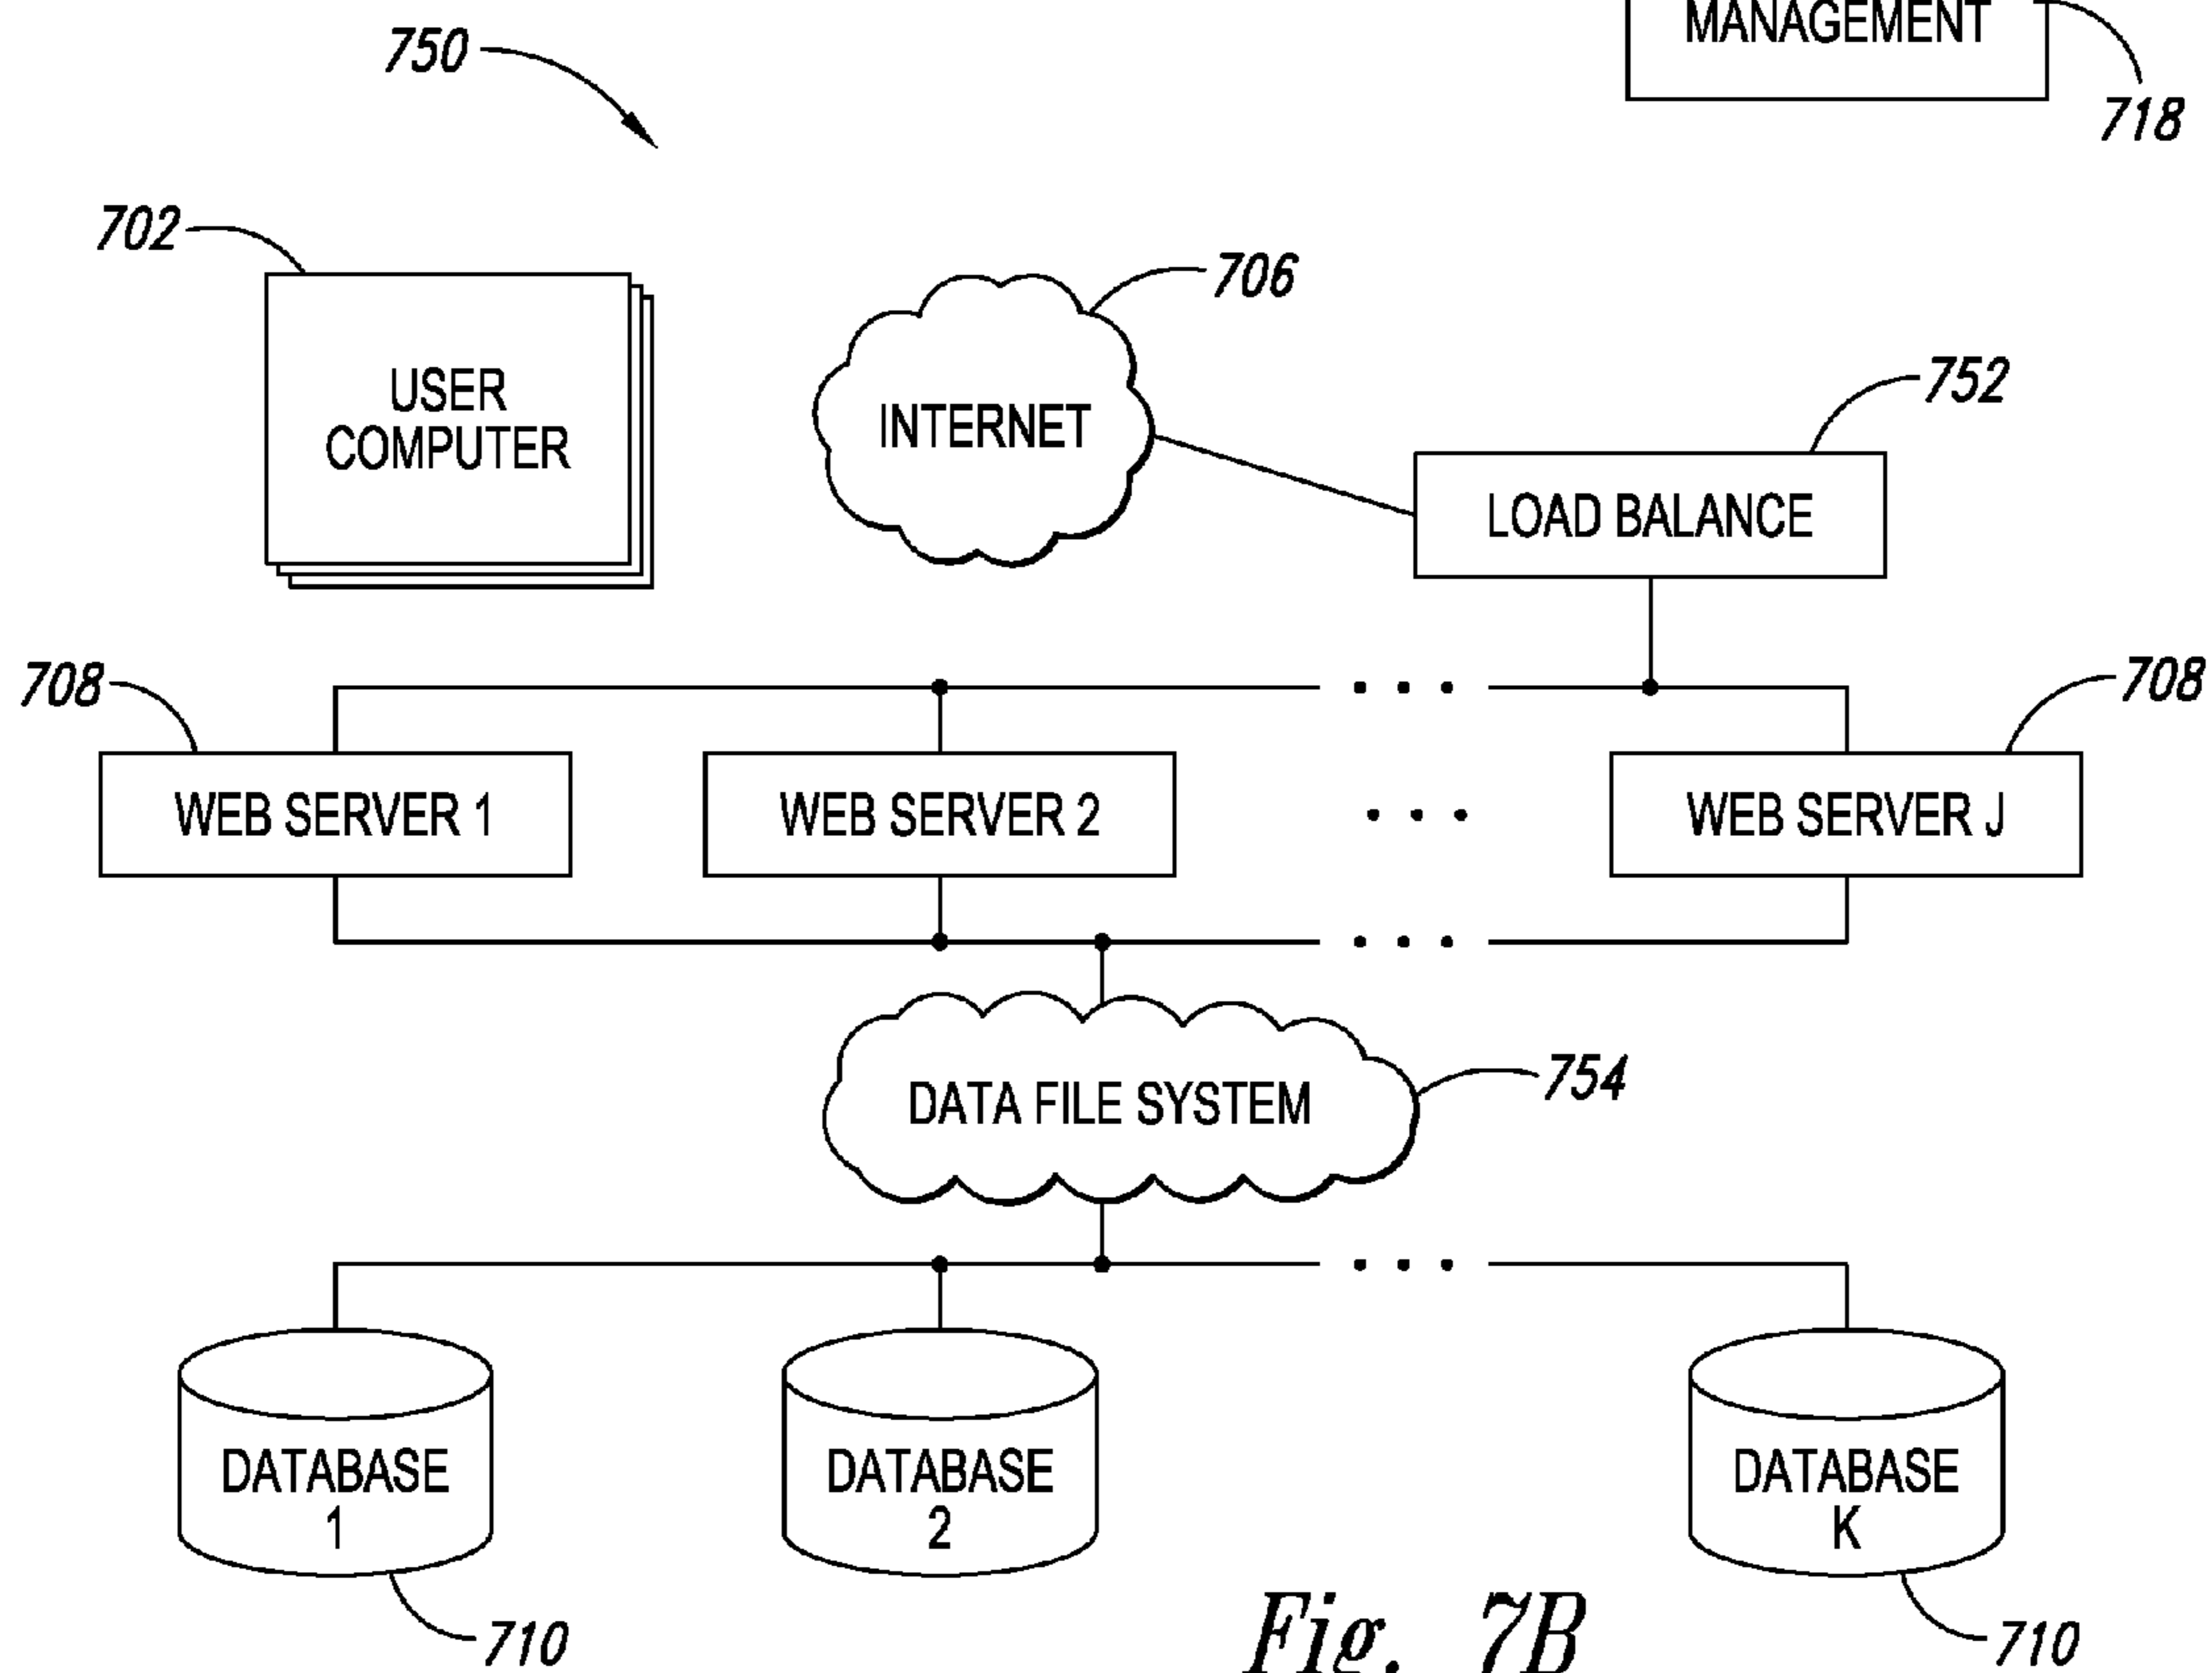 MANAGEMENT
750
718
702
706
USER
COMPUTER
INTERNET
752
LOAD BALANCE
708
708
WEB SERVER 1
WEB SERVER 2
. . .
WEB SERVER J
DATA FILE SYSTEM
754
DATABASE
1
DATABASE
2
DATABASE
K
710
710
Fig. 7B